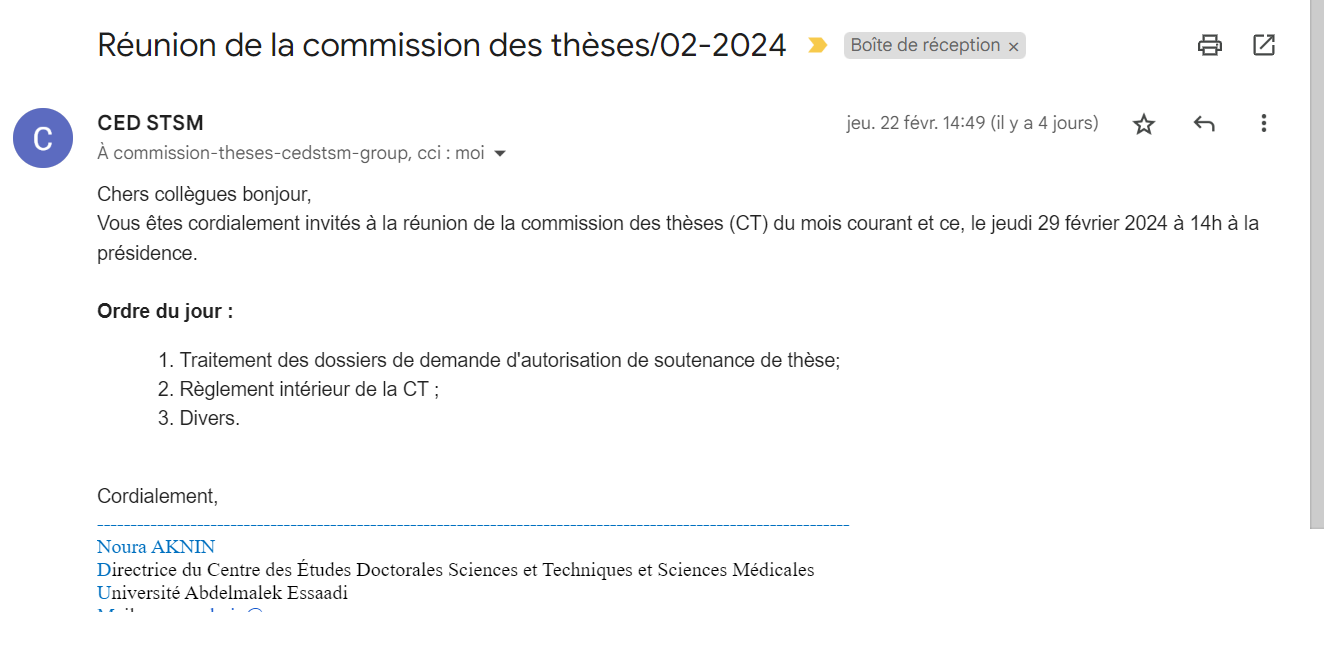 Réunion de la commission des thèses/02-2024
Boîte de réception ×
C
CED STSM
jeu. 22 févr. 14:49 (il y a 4 jours)
À commission-theses-cedstsm-group, cci : moi
Chers collègues bonjour,
Vous êtes cordialement invités à la réunion de la commission des thèses (CT) du mois courant et ce, le jeudi 29 février 2024 à 14h à la
présidence.
Ordre du jour :
1. Traitement des dossiers de demande d'autorisation de soutenance de thèse;
2. Règlement intérieur de la CT ;
3. Divers.
Cordialement,
Noura AKNIN
Directrice du Centre des Études Doctorales Sciences et Techniques et Sciences Médicales
Université Abdelmalek Essaadi